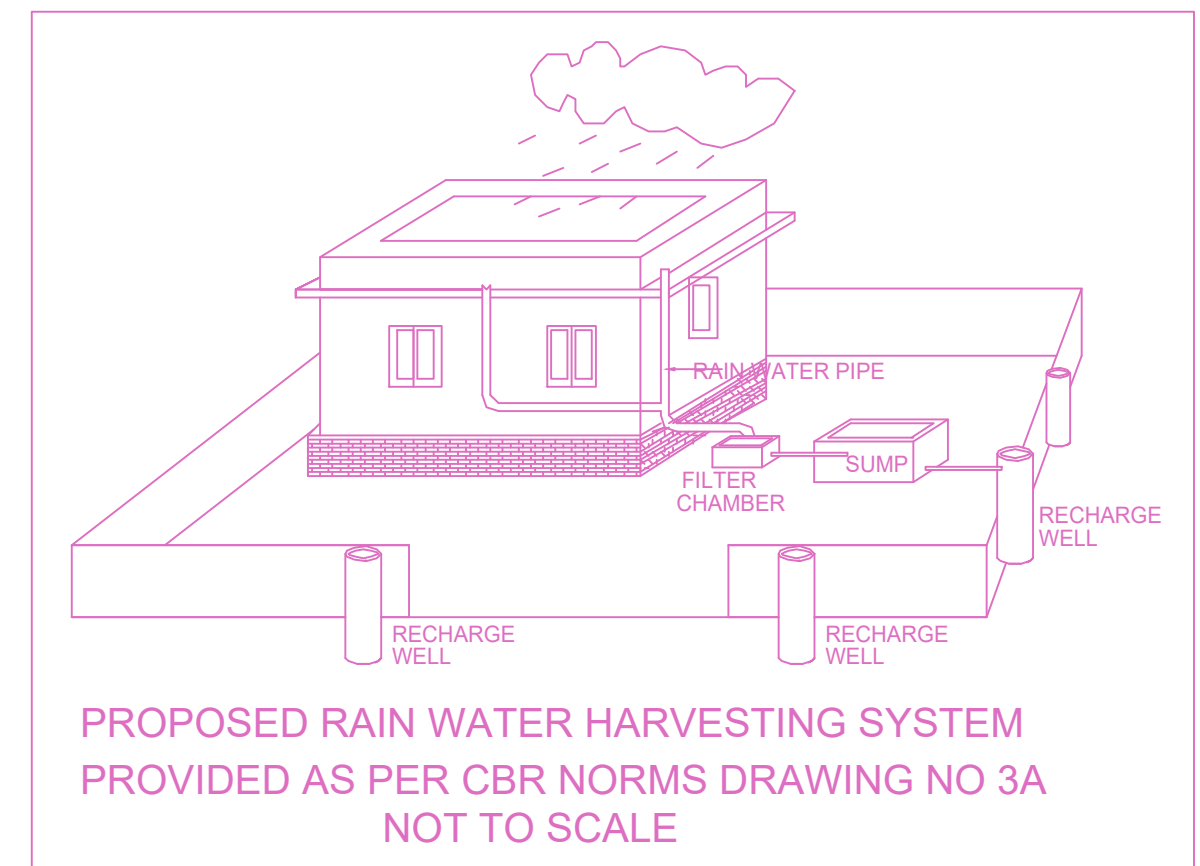 RAIN WATER PIPE
SUMP
FILTER
CHAMBER
RECHARGE
WELL
RECHARGE
WELL
RECHARGE
WELL
PROPOSED RAIN WATER HARVESTING SYSTEM
PROVIDED AS PER CBR NORMS DRAWING NO 3A
NOT TO SCALE